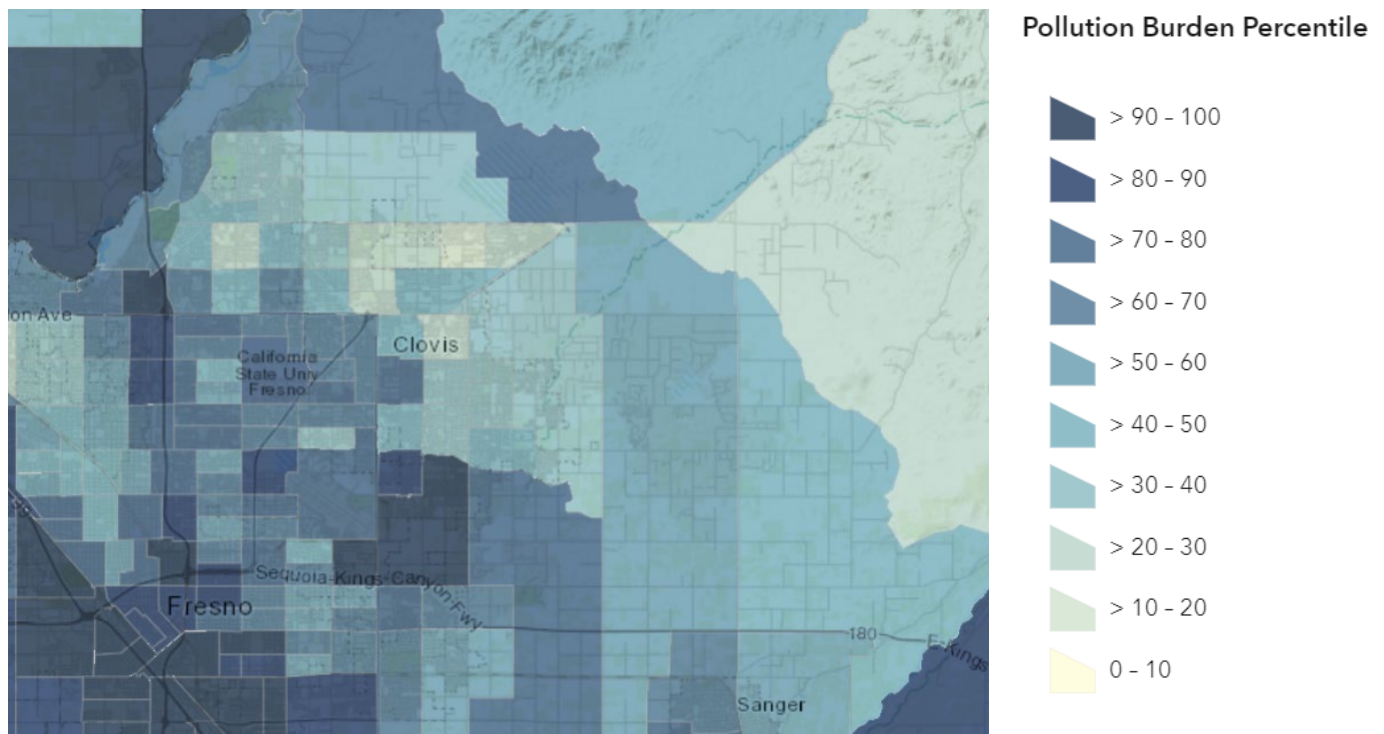 Pollution Burden Percentile
> 90 - 100
> 80 - 90
> 70 - 80
> 60 - 70
> 50 - 60
> 40 - 50
> 30 - 40
> 20 - 30
> 10 - 20
0 - 10
on Ave
Clovis
California
State Univ
Fresno
99
Sequoia-Kings-Canyon-Fwy
Fresno
180
E-Kings
Sanger